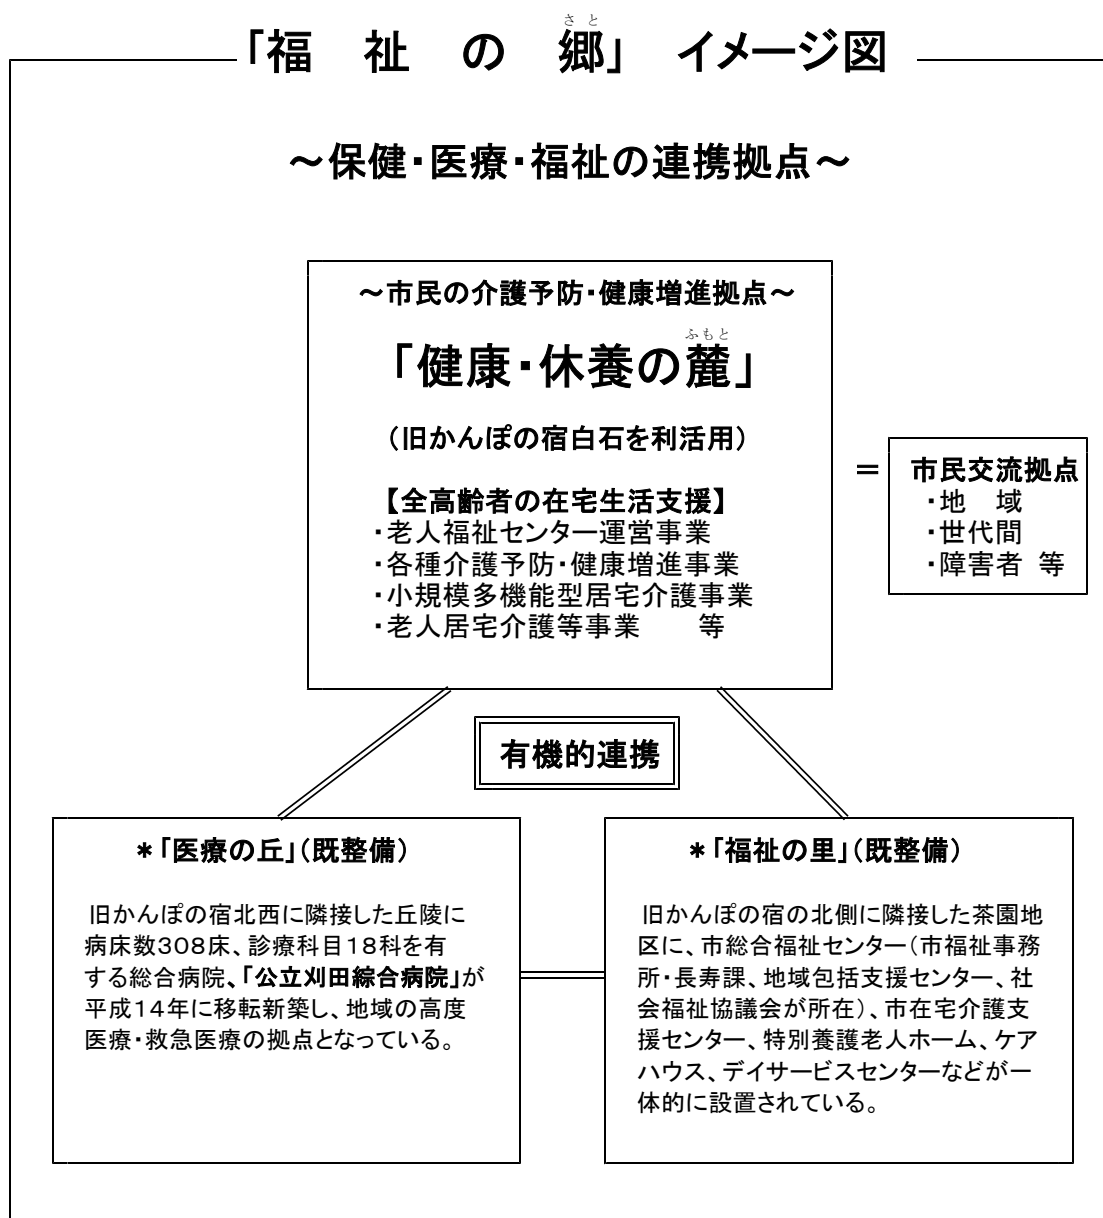 さと
「福 祉 の 郷」 イメージ図
～保健・医療・福祉の連携拠点～
～市民の介護予防・健康増進拠点～
ふもと
「健康・休養の麓」
（旧かんぽの宿白石を利活用）
【全高齢者の在宅生活支援】
・老人福祉センター運営事業
・各種介護予防・健康増進事業
・小規模多機能型居宅介護事業
・老人居宅介護等事業 等
＝
市民交流拠点
・地 域
・世代間
・障害者 等
有機的連携
＊「医療の丘」（既整備）
旧かんぽの宿北西に隣接した丘陵に
病床数３０８床、診療科目１８科を有
する総合病院、「公立刈田綜合病院」が
平成１４年に移転新築し、地域の高度
医療・救急医療の拠点となっている。
＊「福祉の里」（既整備）
旧かんぽの宿の北側に隣接した茶園地
区に、市総合福祉センター（市福祉事務
所・長寿課、地域包括支援センター、社
会福祉協議会が所在）、市在宅介護支
援センター、特別養護老人ホーム、ケア
ハウス、デイサービスセンターなどが一
体的に設置されている。